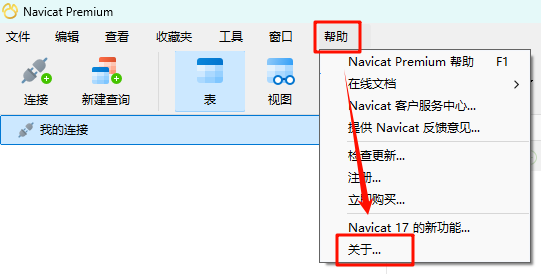 Navicat Premium
文件 编辑 查看 收藏夹 工具 窗口 帮助
连接 新建查询 表 视图
我的连接
Navicat Premium 帮助 F1
在线文档
Navicat 客户服务中心...
提供 Navicat 反馈意见...
检查更新...
注册...
立即购买...
Navicat 17 的新功能...
关于...